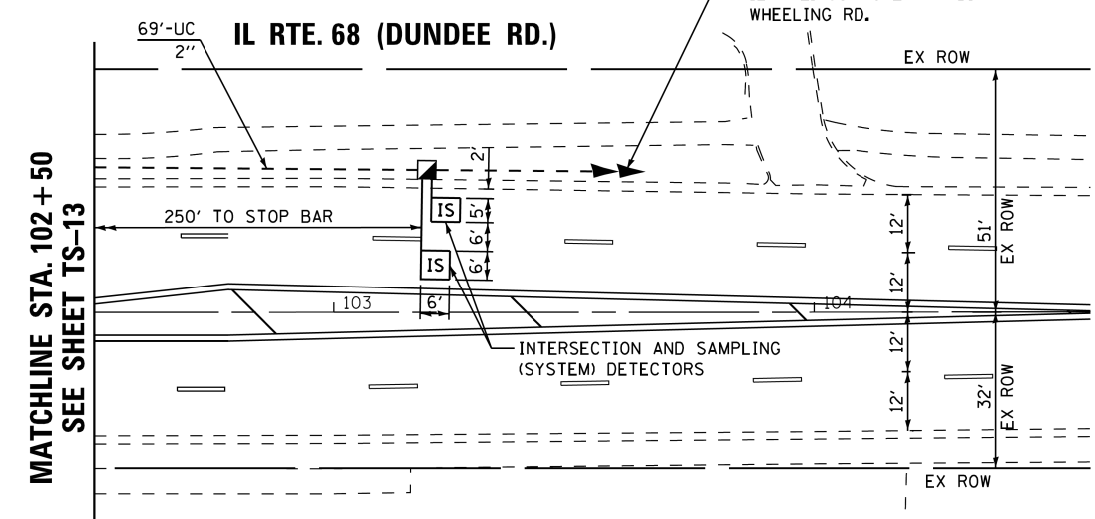 WHEELING RD.
69'-UC
2''
IL RTE. 68 (DUNDEE RD.)
EX ROW
MATCHLINE STA. 102+50
SEE SHEET TS-13
2'
250' TO STOP BAR
IS
5'
6'
IS
6'
6'
103
104
12'
12'
51'
EX ROW
INTERSECTION AND SAMPLING
(SYSTEM) DETECTORS
12'
12'
32'
EX ROW
EX ROW